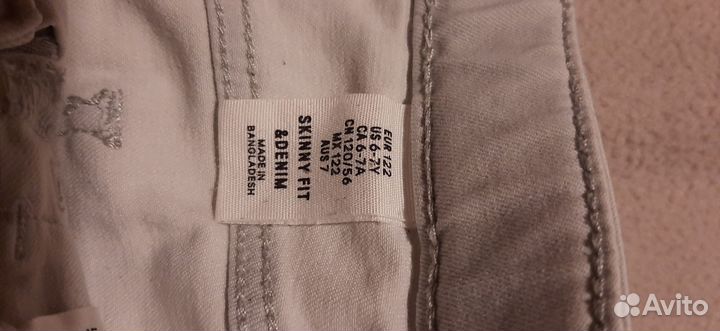 EUR 122
US 6-7Y
CA 6-7A
CN 120/56
MX 122
AUS 7
SKINNY FIT
&DENIM
MADE IN
BANGLADESH
Avito